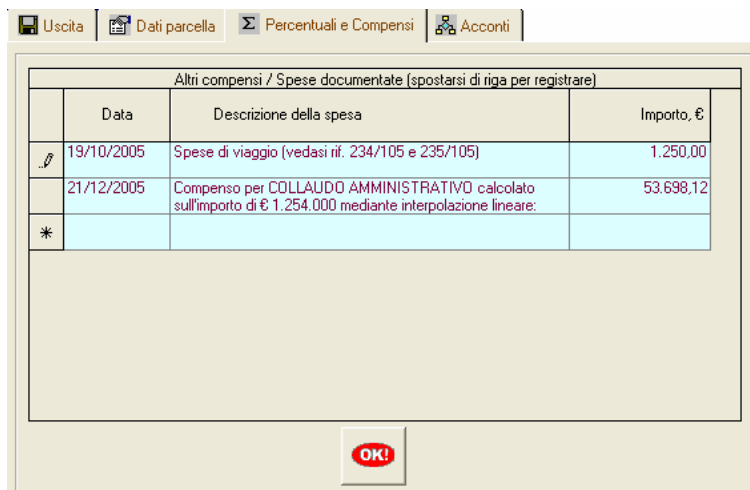 Uscita Dati parcella Σ Percentuali e Compensi Acconti
Altri compensi / Spese documentate (spostarsi di riga per registrare)
Data Descrizione della spesa Importo, €
19/10/2005 Spese di viaggio (vedasi rif. 234/105 e 235/105) 1.250,00
21/12/2005 Compenso per COLLAUDO AMMINISTRATIVO calcolato 53.698,12
sull'importo di € 1.254.000 mediante interpolazione lineare:
OK!